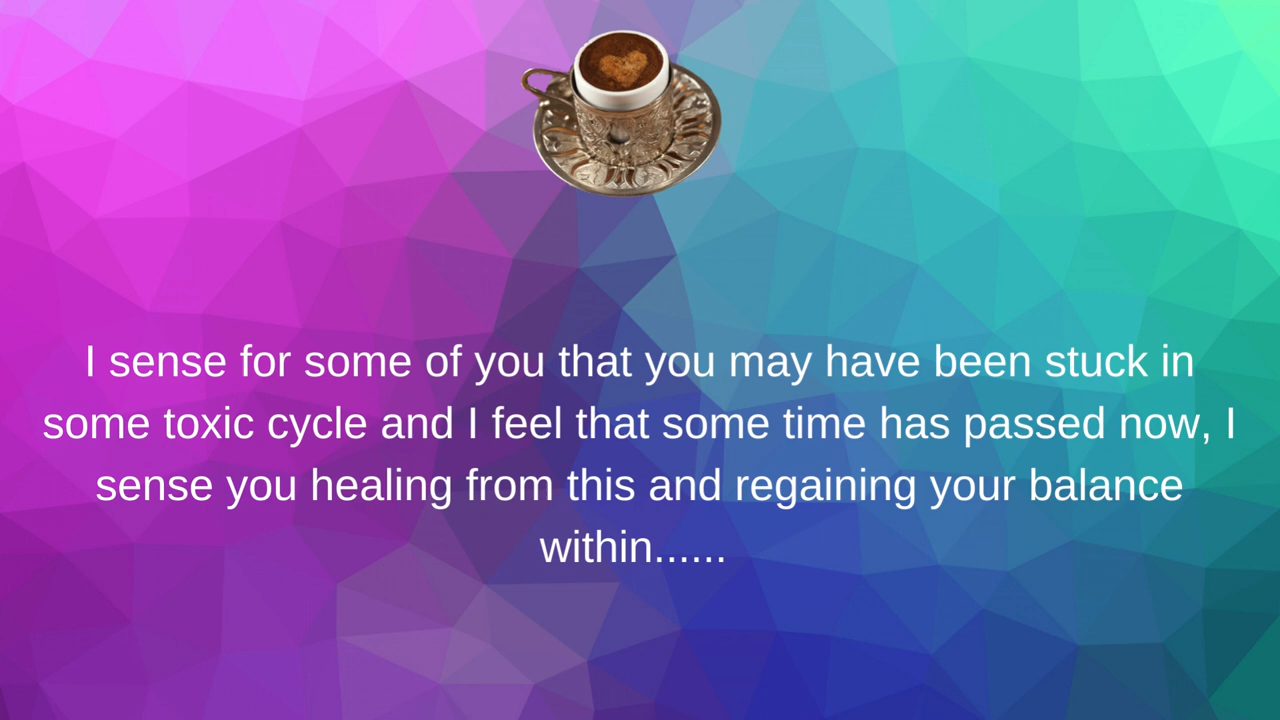 I sense for some of you that you may have been stuck in
some toxic cycle and I feel that some time has passed now, I
sense you healing from this and regaining your balance
within......